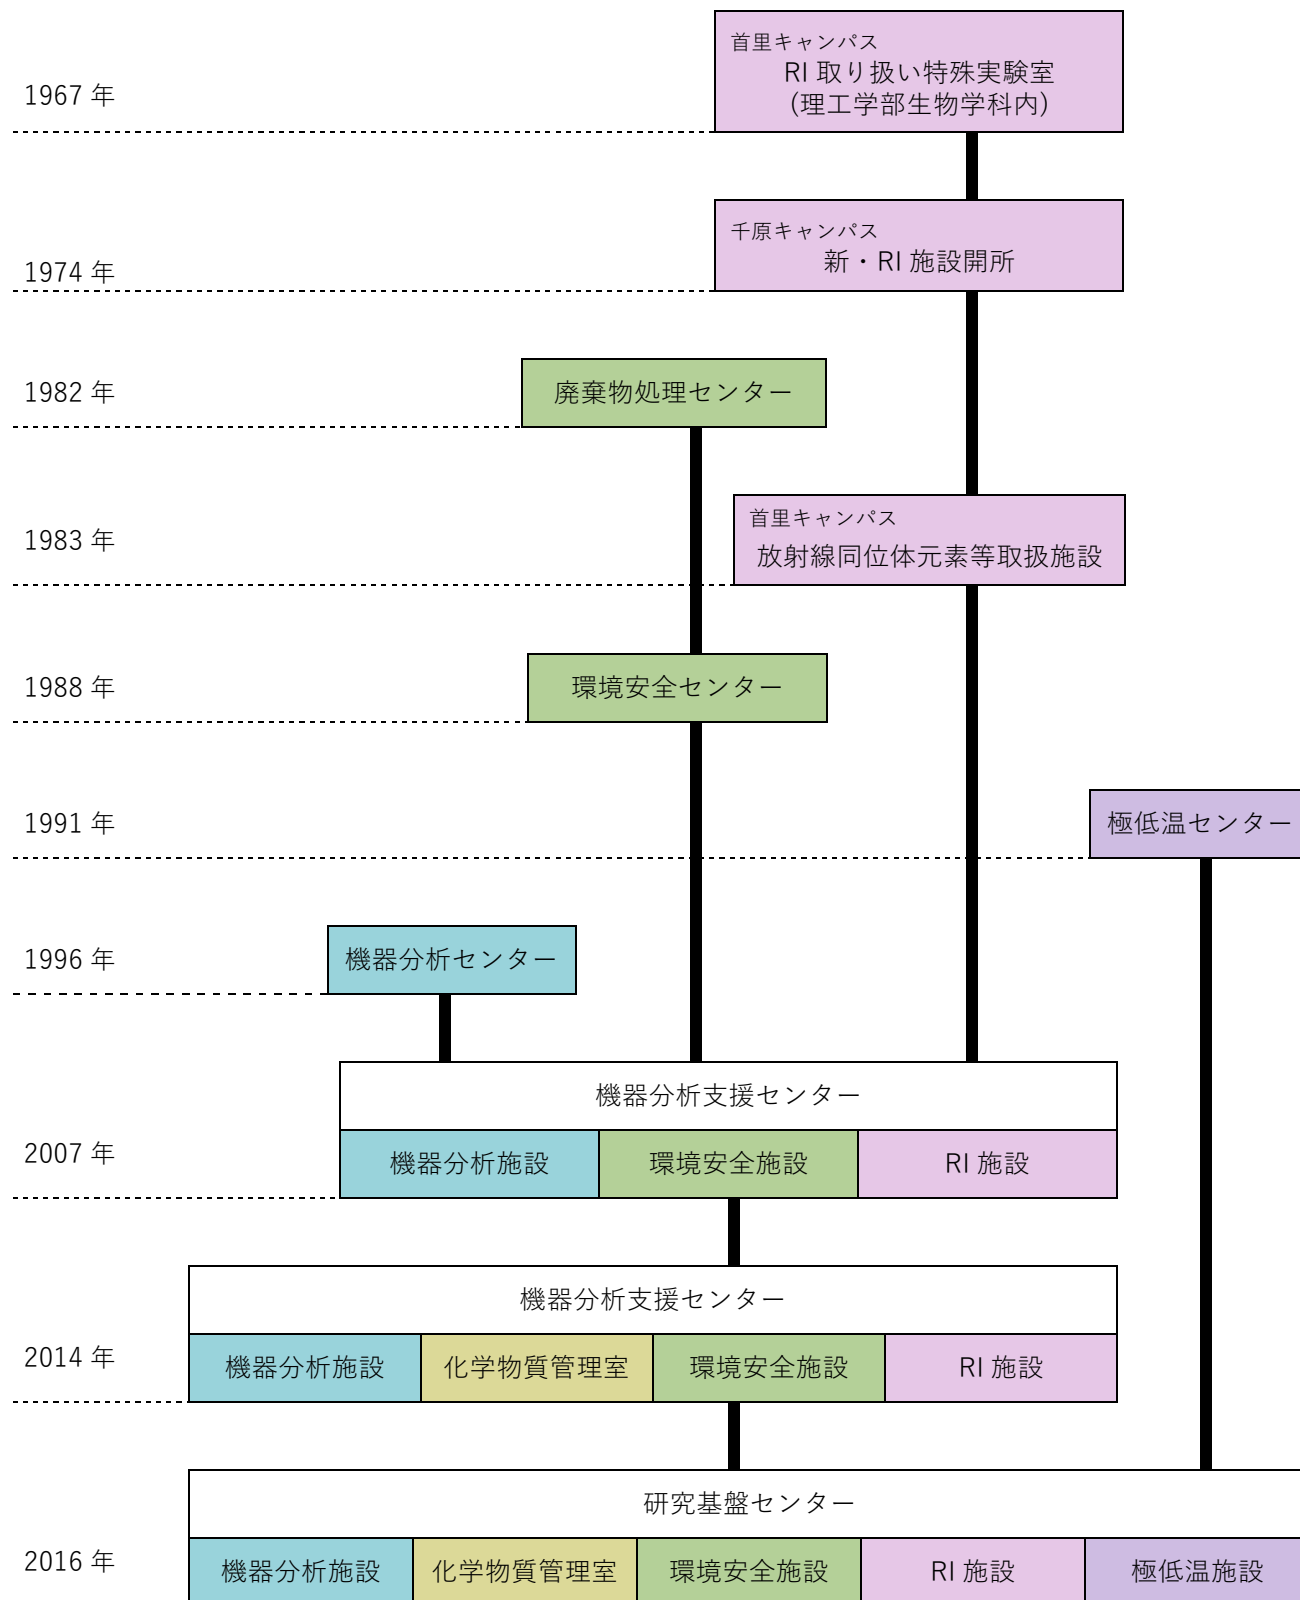 首里キャンパス
RI 取り扱い特殊実験室
(理工学部生物学科内)
1967 年
千原キャンパス
新・RI 施設開所
1974 年
1982 年
廃棄物処理センター
首里キャンパス
1983 年
放射線同位体元素等取扱施設
1988 年
環境安全センター
1991 年
極低温センター
1996 年
機器分析センター
機器分析支援センター
2007 年
機器分析施設
環境安全施設
RI 施設
機器分析支援センター
2014 年
機器分析施設
化学物質管理室
環境安全施設
RI 施設
研究基盤センター
2016 年
機器分析施設
化学物質管理室
環境安全施設
RI 施設
極低温施設